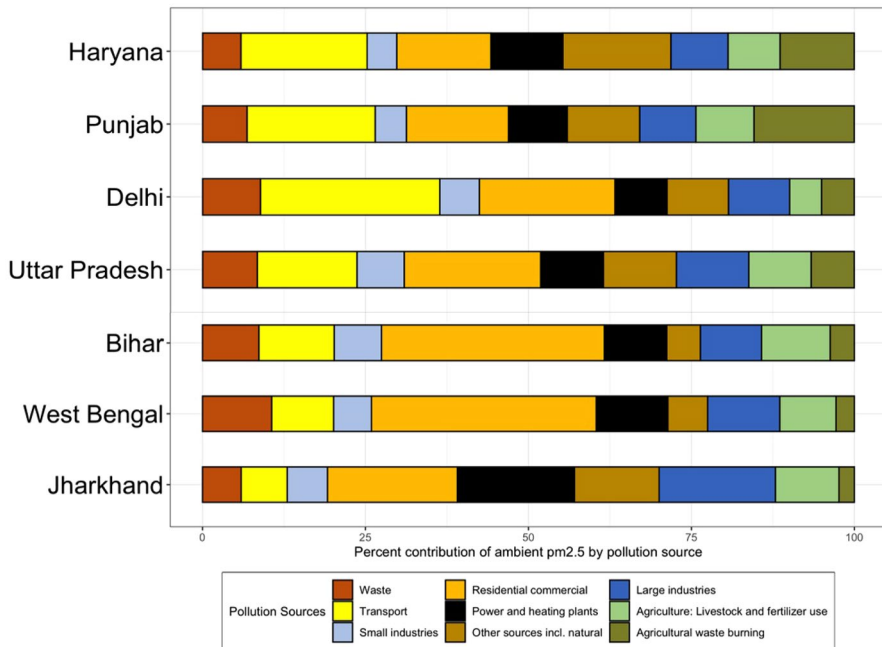 Haryana
Punjab
Delhi
Uttar Pradesh
Bihar
West Bengal
Jharkhand
0 25 50 75 100
Percent contribution of ambient pm2.5 by pollution source
Pollution Sources
Waste Residential commercial Large industries
Transport Power and heating plants Agriculture: Livestock and fertilizer use
Small industries Other sources incl. natural Agricultural waste burning